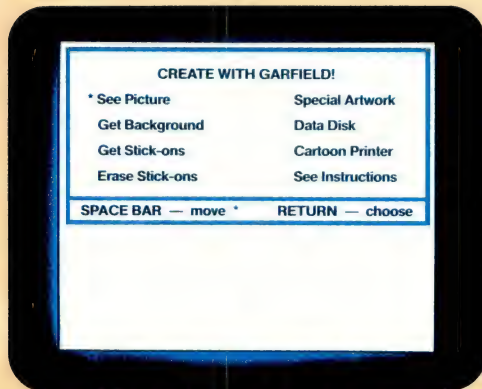 CREATE WITH GARFIELD!
* See Picture Special Artwork
Get Background Data Disk
Get Stick-ons Cartoon Printer
Erase Stick-ons See Instructions
SPACE BAR — move * RETURN — choose